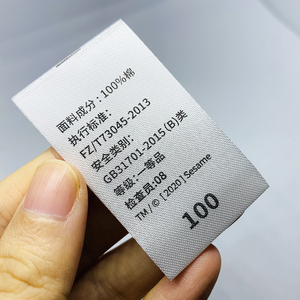 面料成分：100%棉
执行标准：
FZ/T73045-2013
安全类别：
GB31701-2015 (B)类
等级：一等品
检查员:08
TM/© [2020] Sesame
100